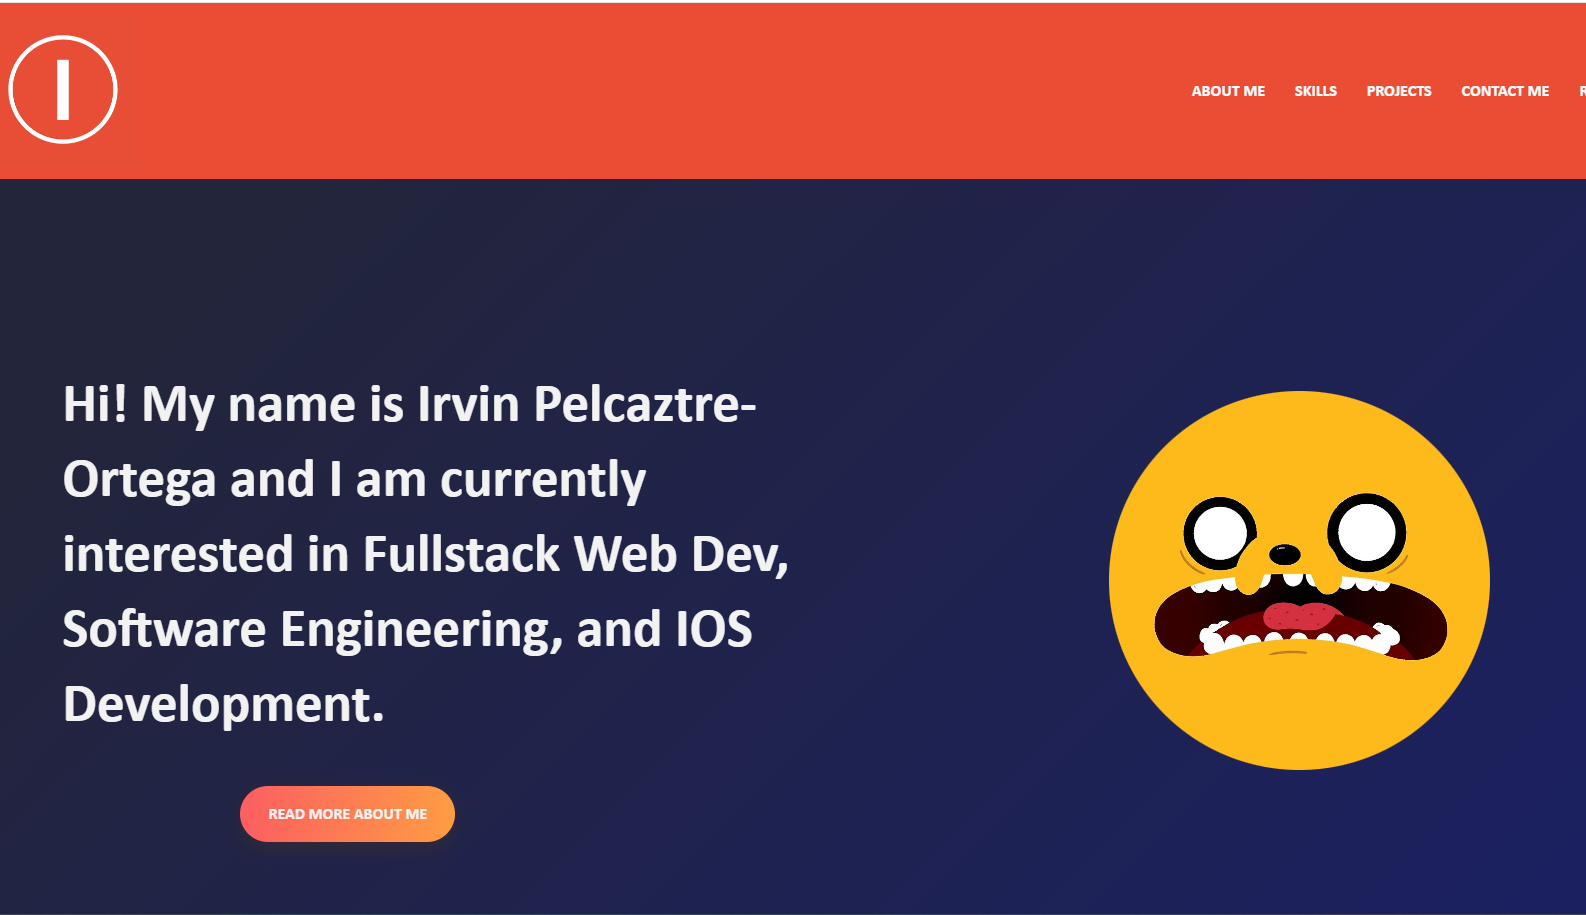 I
ABOUT ME SKILLS PROJECTS CONTACT ME
Hi! My name is Irvin Pelcaztre-
Ortega and I am currently
interested in Fullstack Web Dev,
Software Engineering, and IOS
Development.
READ MORE ABOUT ME